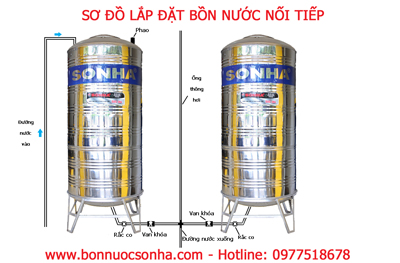 SƠ ĐỒ LẮP ĐẶT BỒN NƯỚC NỐI TIẾP
Phao
SONHA
SONHA
Ống
thông
hơi
Đường
nước
vào
Van khóa
Rắc co
Van khóa
Đường nước xuống
Rắc co
www.bonnuocsonha.com - Hotline: 0977518678